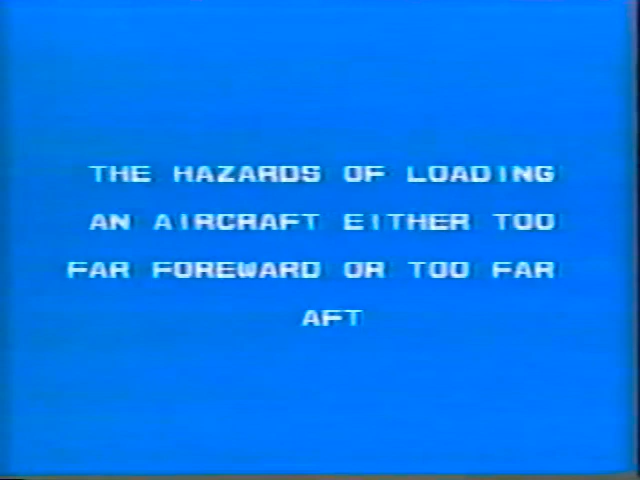 THE HAZARDS OF LOADING
AN AIRCRAFT EITHER TOO
FAR FOREWARD OR TOO FAR
AFT